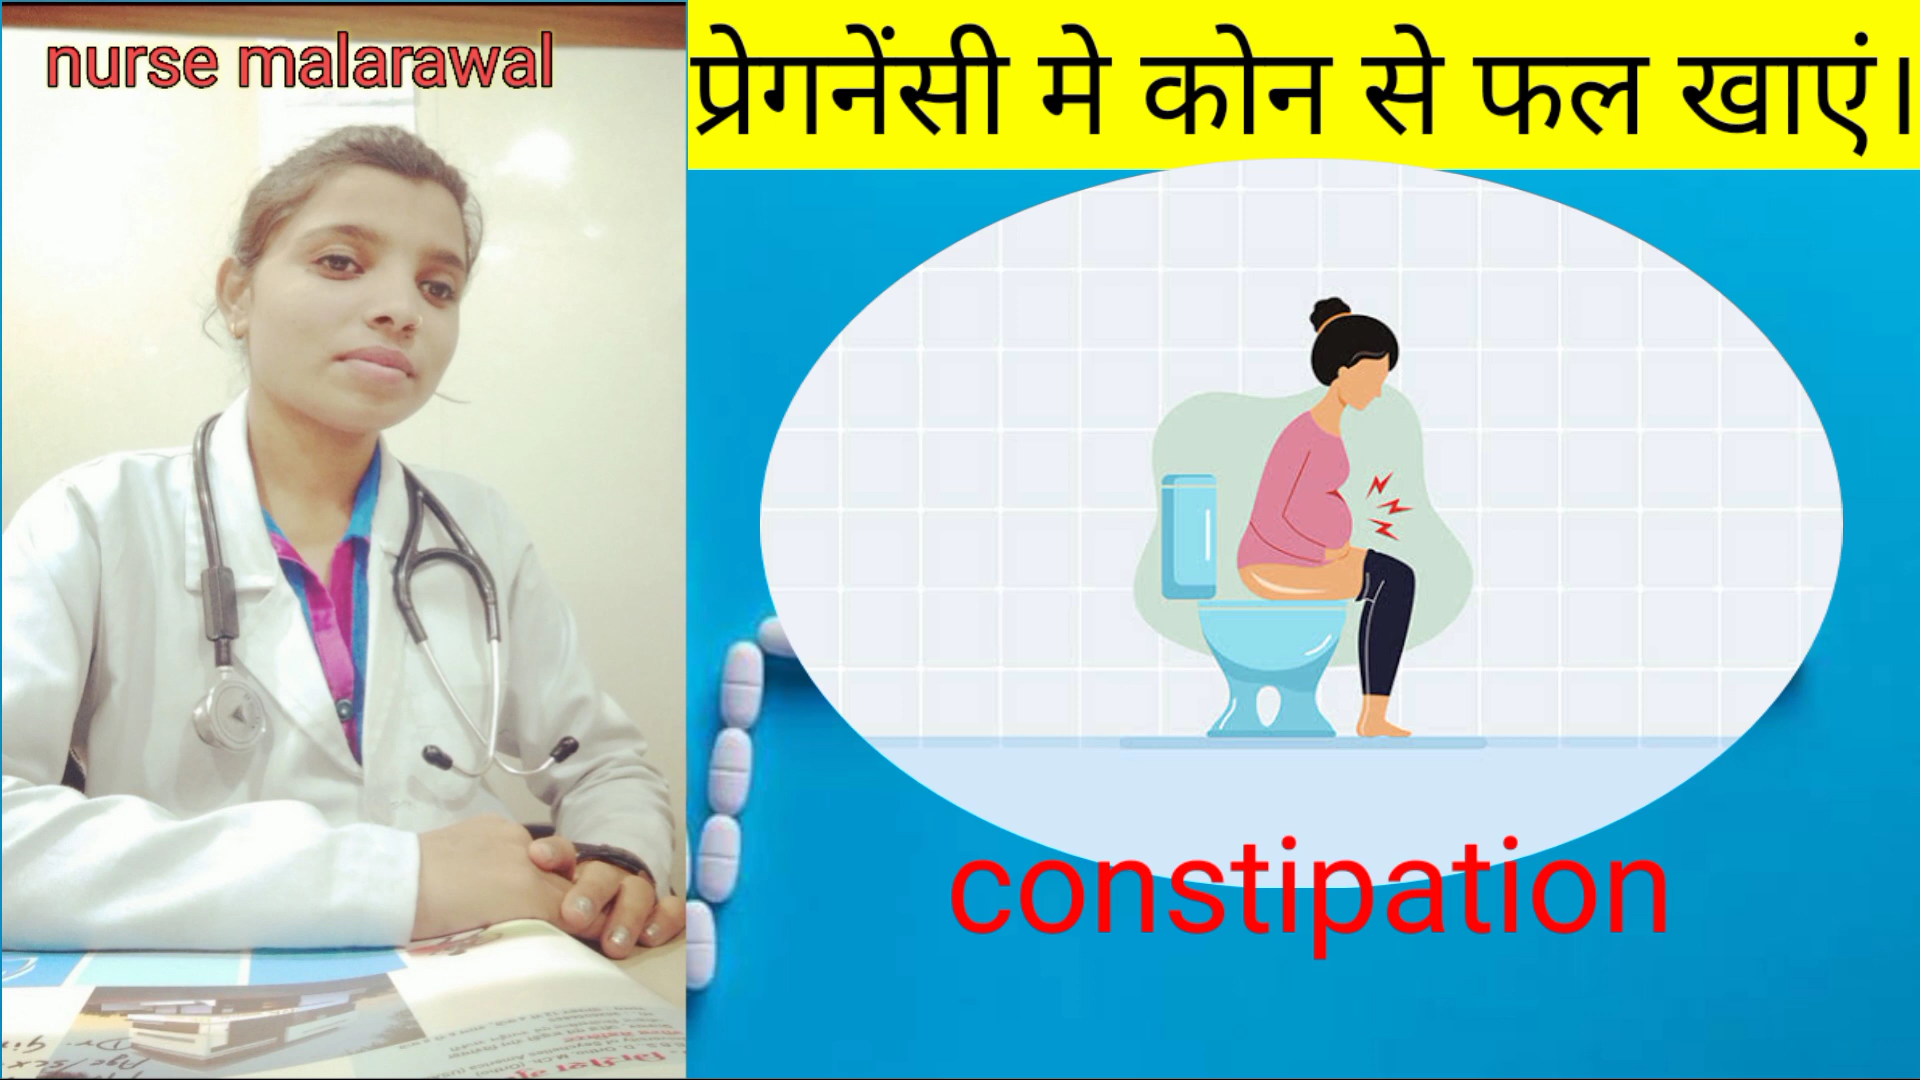 nurse malarawal
प्रेगनेंसी मे कोन से फल खाएं।
constipation